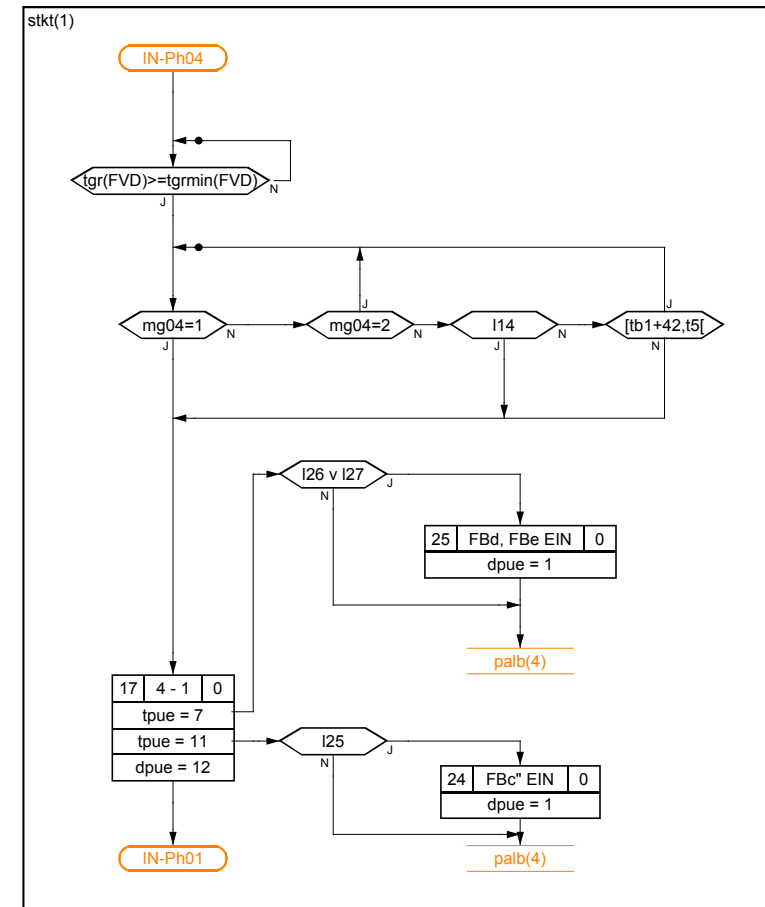 stkt(1)
IN-Ph04
tgr(FVD)>=tgrmin(FVD)
N
J
mg04=1
N
J
mg04=2
J
N
l14
N
J
[tb1+42,t5[
J
N
l26 v l27
J
N
25 FBd, FBe EIN 0
dpue = 1
palb(4)
17 4 - 1 0
tpue = 7
tpue = 11
dpue = 12
l25
J
N
24 FBc" EIN 0
dpue = 1
IN-Ph01
palb(4)